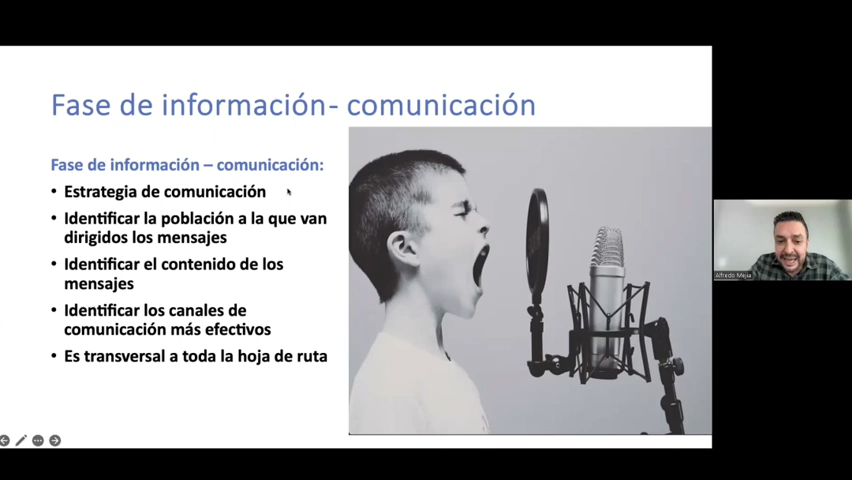 Fase de información- comunicación
Fase de información – comunicación:
• Estrategia de comunicación
• Identificar la población a la que van
dirigidos los mensajes
• Identificar el contenido de los
mensajes
• Identificar los canales de
comunicación más efectivos
• Es transversal a toda la hoja de ruta
Alfredo Mejía